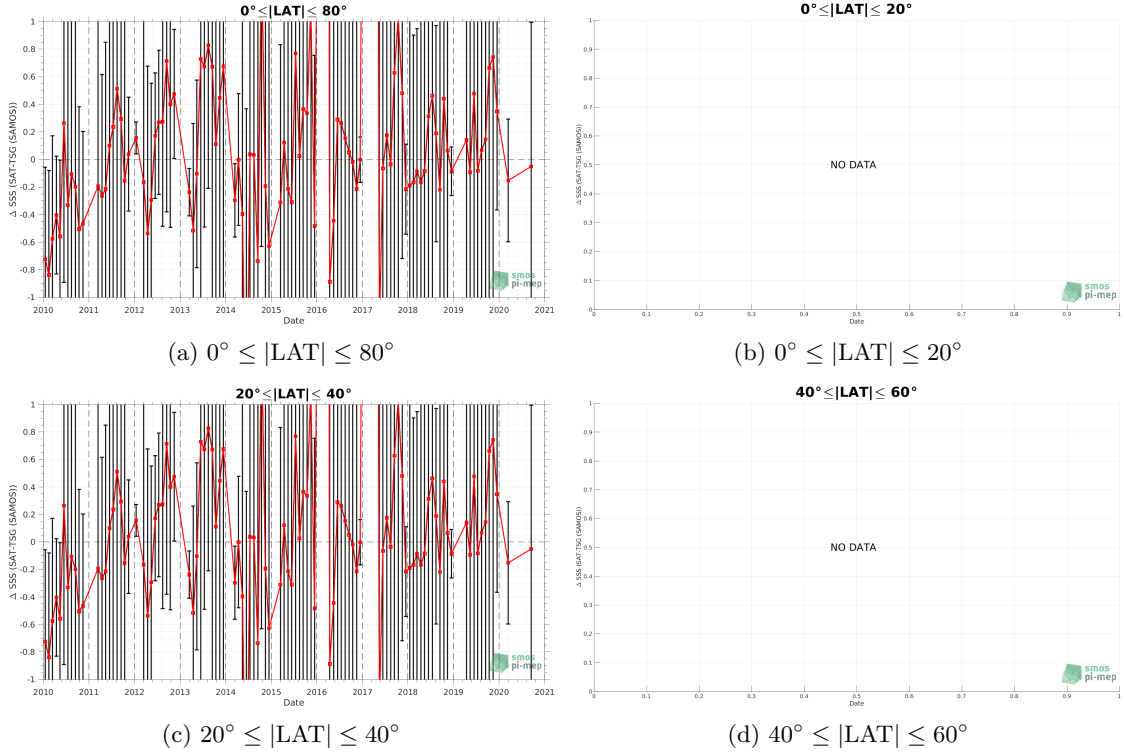 0°≤|LAT|≤ 80°
Δ SSS (SAT-TSG (SAMOS))
1
0.8
0.6
0.4
0.2
0
-0.2
-0.4
-0.6
-0.8
-1
2010 2011 2012 2013 2014 2015 2016 2017 2018 2019 2020 2021
Date
smos
pi-mep
(a) 0° ≤ |LAT| ≤ 80°
0°≤|LAT|≤ 20°
Δ SSS (SAT-TSG (SAMOS))
1
0.9
0.8
0.7
0.6
0.5
0.4
0.3
0.2
0.1
0
NO DATA
0 0.1 0.2 0.3 0.4 0.5 0.6 0.7 0.8 0.9 1
Date
smos
pi-mep
(b) 0° ≤ |LAT| ≤ 20°
20°≤|LAT|≤ 40°
Δ SSS (SAT-TSG (SAMOS))
1
0.8
0.6
0.4
0.2
0
-0.2
-0.4
-0.6
-0.8
-1
2010 2011 2012 2013 2014 2015 2016 2017 2018 2019 2020 2021
Date
smos
pi-mep
(c) 20° ≤ |LAT| ≤ 40°
40°≤|LAT|≤ 60°
Δ SSS (SAT-TSG (SAMOS))
1
0.9
0.8
0.7
0.6
0.5
0.4
0.3
0.2
0.1
0
NO DATA
0 0.1 0.2 0.3 0.4 0.5 0.6 0.7 0.8 0.9 1
Date
smos
pi-mep
(d) 40° ≤ |LAT| ≤ 60°